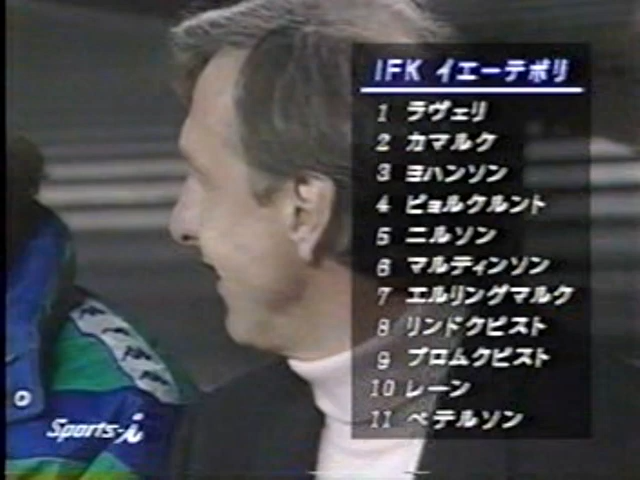 IFK イエーテボリ
1 ラヴェリ
2 カマルク
3 ヨハンソン
4 ビョルクルント
5 ニルソン
6 マルティンソン
7 エルリングマルク
8 リンドクビスト
9 ブロムクビスト
10 レーン
11 ペテルソン
Sports-i